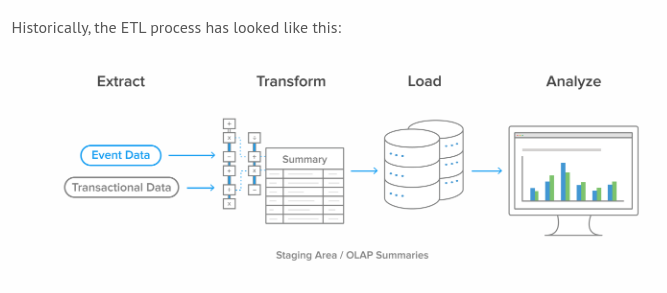 Historically, the ETL process has looked like this:
Extract
Transform
Load
Analyze
Event Data
Transactional Data
Summary
Staging Area / OLAP Summaries